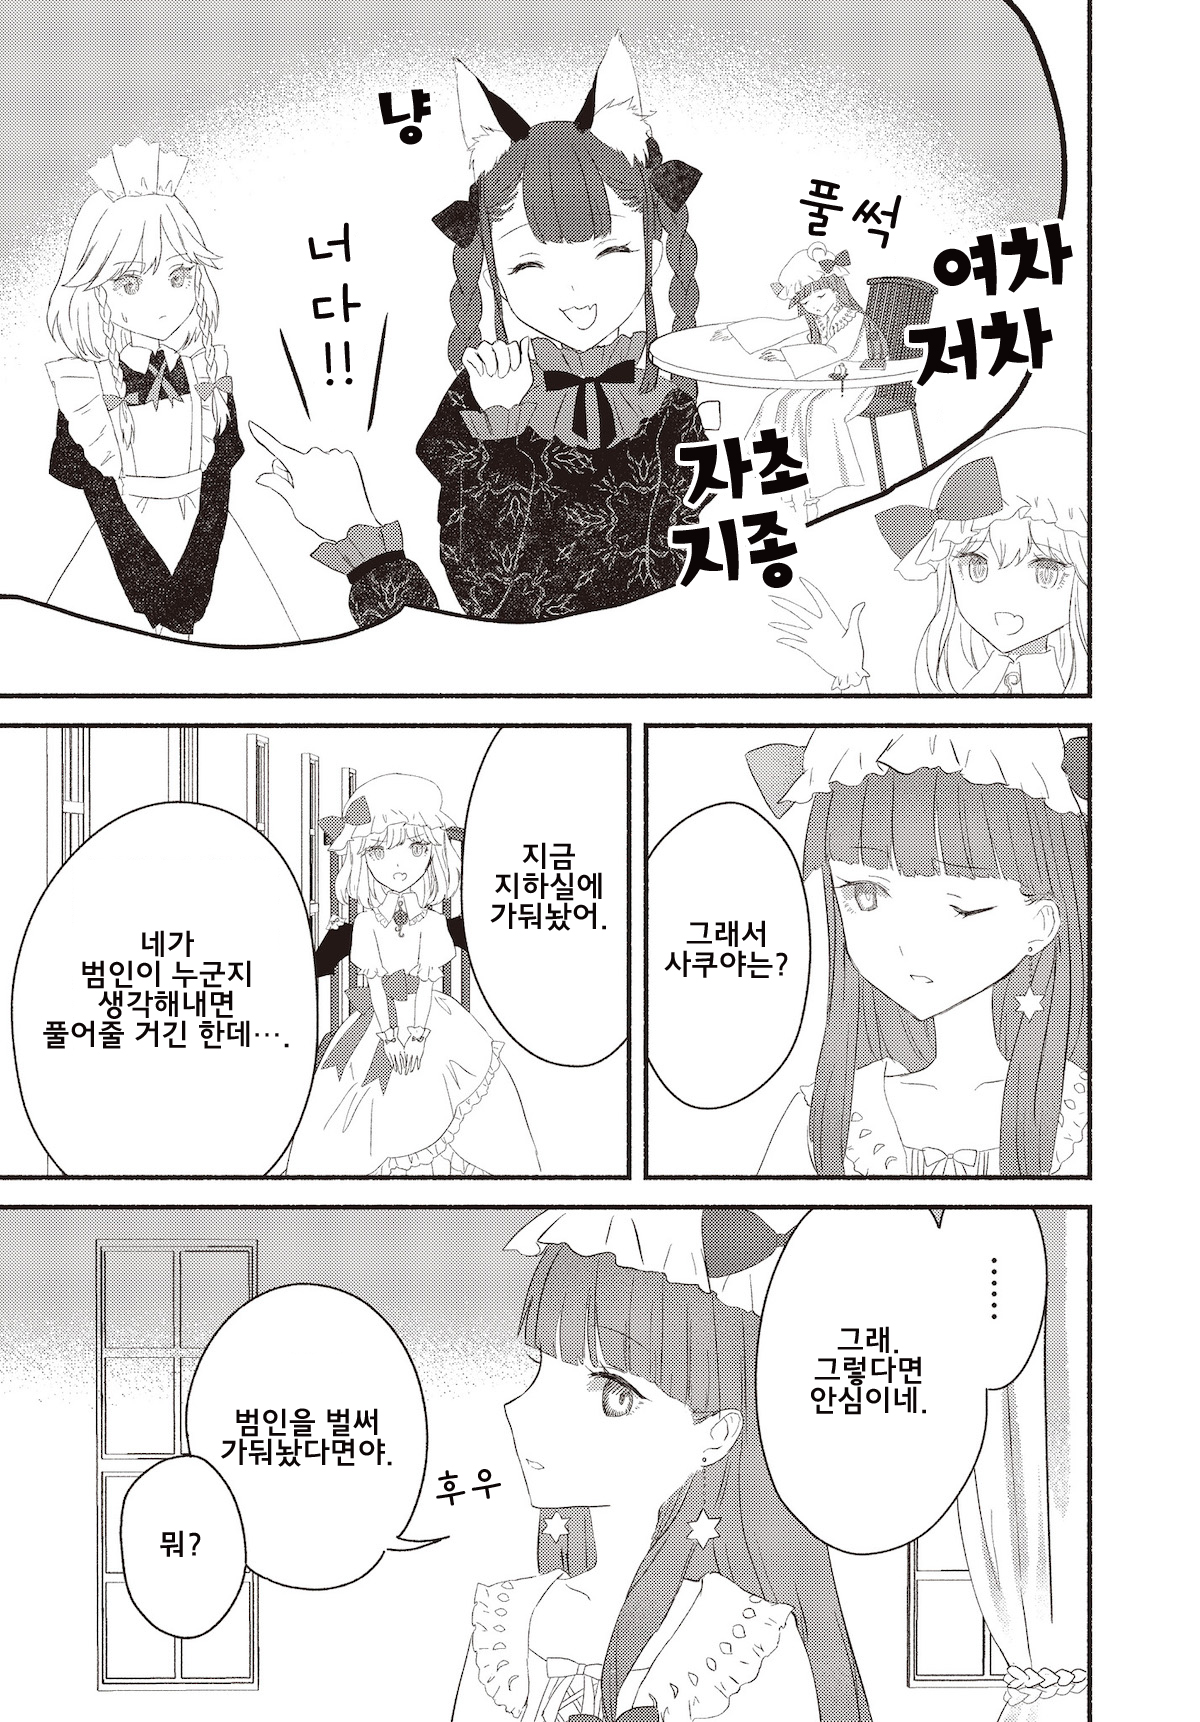 여차
저차
풀썩
자초
지종
냥
너
다!!
그래서
사쿠야는?
지금
지하실에
가둬놨어.
네가
범인이 누군지
생각해내면
풀어줄 거긴 한데….
……
그래.
그렇다면
안심이네.
후우
범인을 벌써
가둬놨다면야.
뭐?